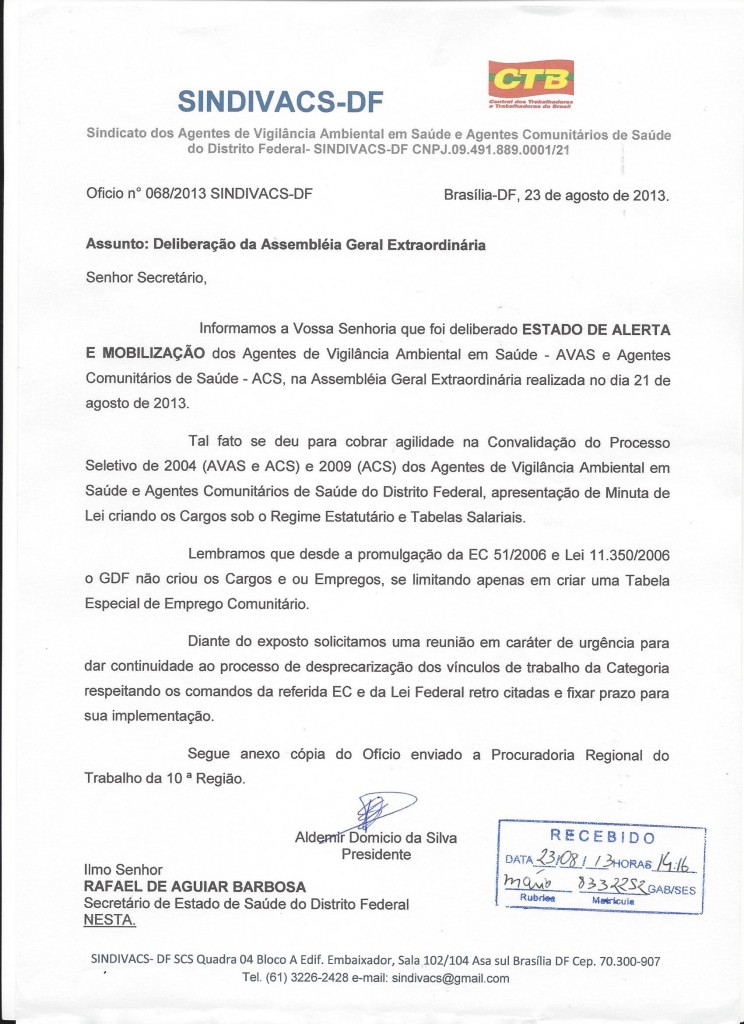 SINDIVACS-DF
CTB
Central dos Trabalhadores
e Trabalhadoras do Brasil
Sindicato dos Agentes de Vigilância Ambiental em Saúde e Agentes Comunitários de Saúde
do Distrito Federal- SINDIVACS-DF CNPJ.09.491.889.0001/21
Oficio n° 068/2013 SINDIVACS-DF Brasília-DF, 23 de agosto de 2013.
Assunto: Deliberação da Assembléia Geral Extraordinária
Senhor Secretário,
Informamos a Vossa Senhoria que foi deliberado ESTADO DE ALERTA
E MOBILIZAÇÃO dos Agentes de Vigilância Ambiental em Saúde - AVAS e Agentes
Comunitários de Saúde - ACS, na Assembléia Geral Extraordinária realizada no dia 21 de
agosto de 2013.
Tal fato se deu para cobrar agilidade na Convalidação do Processo
Seletivo de 2004 (AVAS e ACS) e 2009 (ACS) dos Agentes de Vigilância Ambiental em
Saúde e Agentes Comunitários de Saúde do Distrito Federal, apresentação de Minuta de
Lei criando os Cargos sob o Regime Estatutário e Tabelas Salariais.
Lembramos que desde a promulgação da EC 51/2006 e Lei 11.350/2006
o GDF não criou os Cargos e ou Empregos, se limitando apenas em criar uma Tabela
Especial de Emprego Comunitário.
Diante do exposto solicitamos uma reunião em caráter de urgência para
dar continuidade ao processo de desprecarização dos vínculos de trabalho da Categoria
respeitando os comandos da referida EC e da Lei Federal retro citadas e fixar prazo para
sua implementação.
Segue anexo cópia do Ofício enviado a Procuradoria Regional do
Trabalho da 10 ª Região.
Aldemir Domicio da Silva
Presidente
RECEBIDO
DATA 23/08/13 HORAS 14:16
Mário 8332252 GAB/SES
Rubrica Matrícula
Ilmo Senhor
RAFAEL DE AGUIAR BARBOSA
Secretário de Estado de Saúde do Distrito Federal
NESTA.
SINDIVACS- DF SCS Quadra 04 Bloco A Edif. Embaixador, Sala 102/104 Asa sul Brasília DF Cep. 70.300-907
Tel. (61) 3226-2428 e-mail: sindivacs@gmail.com